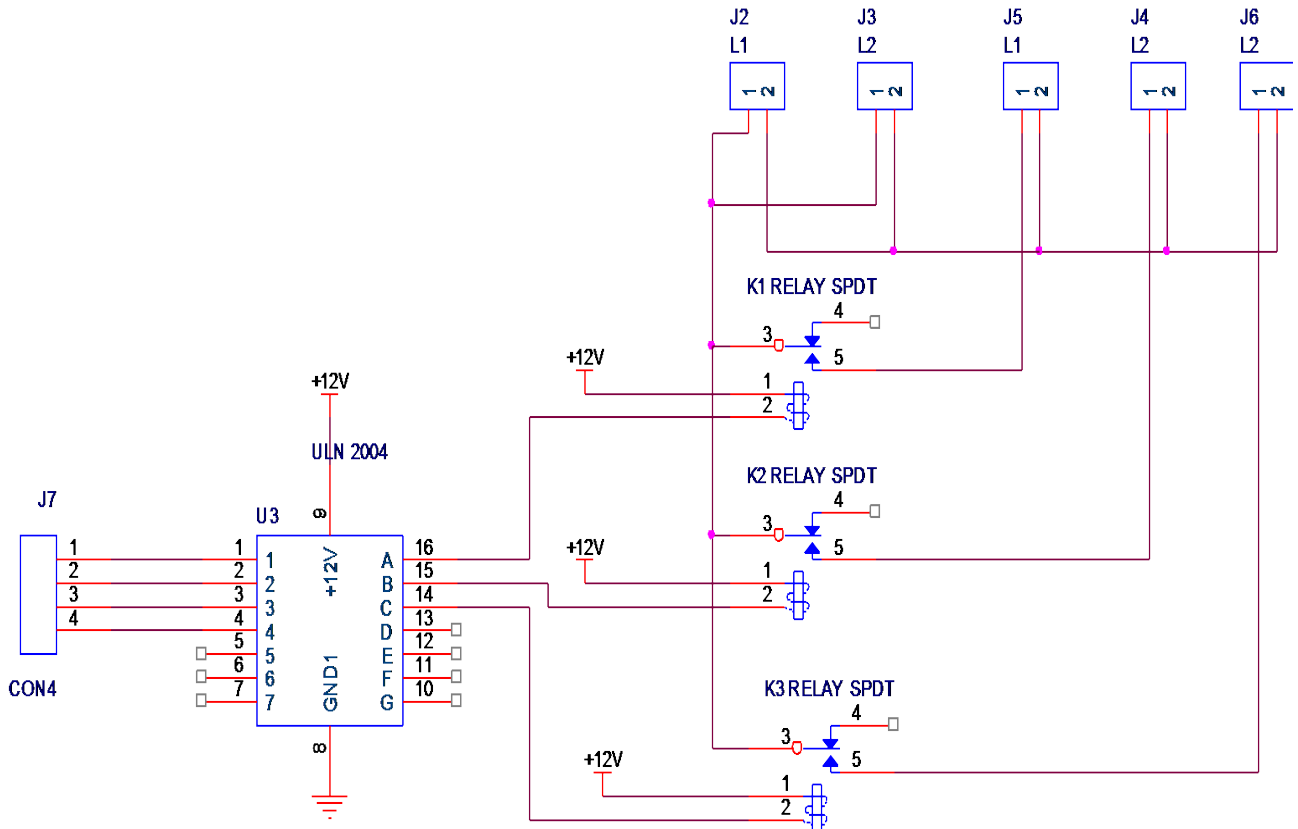 J2 J3 J5 J4 J6
L1 L2 L1 L2 L2
1 2 1 2 1 2 1 2 1 2
K1 RELAY SPDT
4
3
5
+12V
1
2
+12V
ULN 2004
K2 RELAY SPDT
4
3
5
+12V
1
2
J7
U3
9
1 1 1 +12V A 16
2 2 2 B 15
3 3 3 C 14
4 4 4 D 13
5 5 GND1 E 12
6 6 F 11
7 7 G 10
8
CON4
K3 RELAY SPDT
4
3
5
+12V
1
2